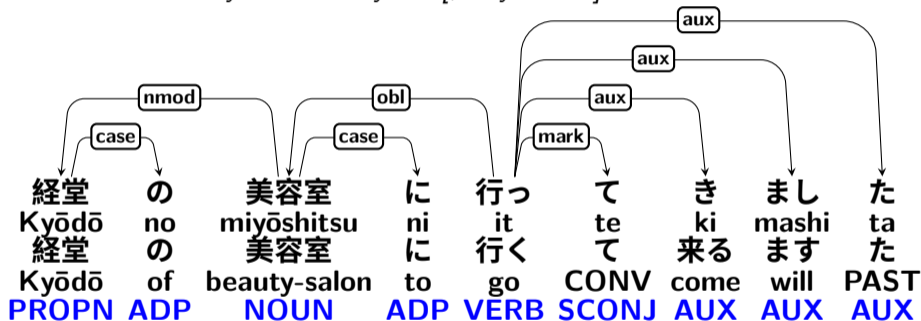 aux
aux
nmod obl aux
case case mark
経堂 の 美容室 に 行っ て き まし た
Kyōdō no miyōshitsu ni it te ki mashi ta
経堂 の 美容室 に 行く て 来る ます た
Kyōdō of beauty-salon to go CONV come will PAST
PROPN ADP NOUN ADP VERB SCONJ AUX AUX AUX